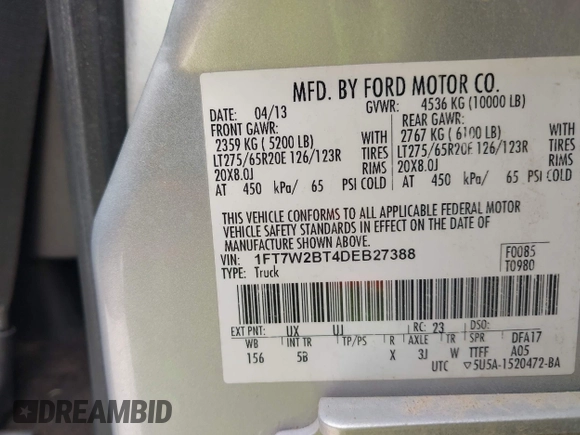 MFD. BY FORD MOTOR CO.
DATE: 04/13 GVWR: 4536 KG (10000 LB)
FRONT GAWR: REAR GAWR:
2359 KG ( 5200 LB) WITH 2767 KG ( 6100 LB) WITH
LT275/65R20E 126/123R TIRES LT275/65R20E 126/123R TIRES
20X8.0J RIMS 20X8.0J RIMS
AT 450 kPa/ 65 PSI COLD AT 450 kPa/ 65 PSI COLD
THIS VEHICLE CONFORMS TO ALL APPLICABLE FEDERAL MOTOR
VEHICLE SAFETY STANDARDS IN EFFECT ON THE DATE OF
MANUFACTURE SHOWN ABOVE.
VIN: 1FT7W2BT4DEB27388 F0085
TYPE: Truck T0980
EXT PNT: UX UJ RC: 23 DSO:
WB INT TR TP/PS R AXLE TR SPR DFA17
156 5B X 3J W TTFF A05
UTC ▽5U5A-1520472-BA
DREAMBID